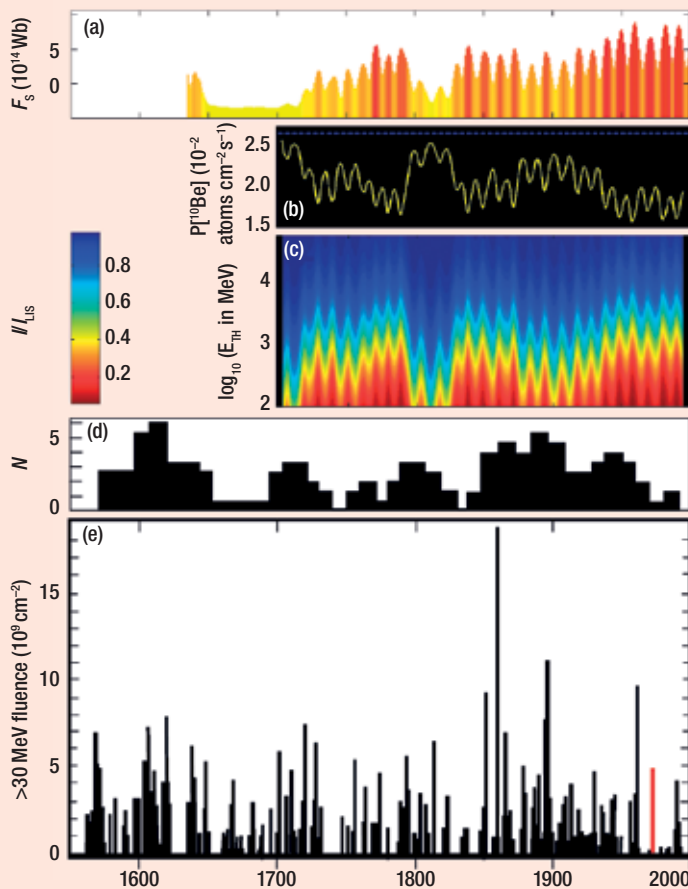 (a)
F_S (10^14 Wb)
5
0
P[^10Be] (10^−2
atoms cm^−2 s^−1)
2.5
2.0
1.5
(b)
I/I_LIS
0.8
0.6
0.4
0.2
(c)
log_10 (E_TH in MeV)
4
3
2
(d)
N
5
0
(e)
>30 MeV fluence (10^9 cm^−2)
15
10
5
0
1600 1700 1800 1900 2000